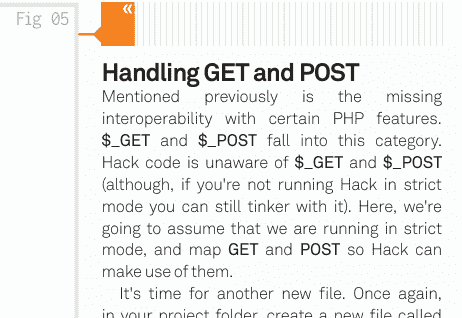 Fig 05
«
Handling GET and POST
Mentioned previously is the missing
interoperability with certain PHP features.
$_GET and $_POST fall into this category.
Hack code is unaware of $_GET and $_POST
(although, if you're not running Hack in strict
mode you can still tinker with it). Here, we're
going to assume that we are running in strict
mode, and map GET and POST so Hack can
make use of them.
It's time for another new file. Once again,
in your project folder, create a new file called